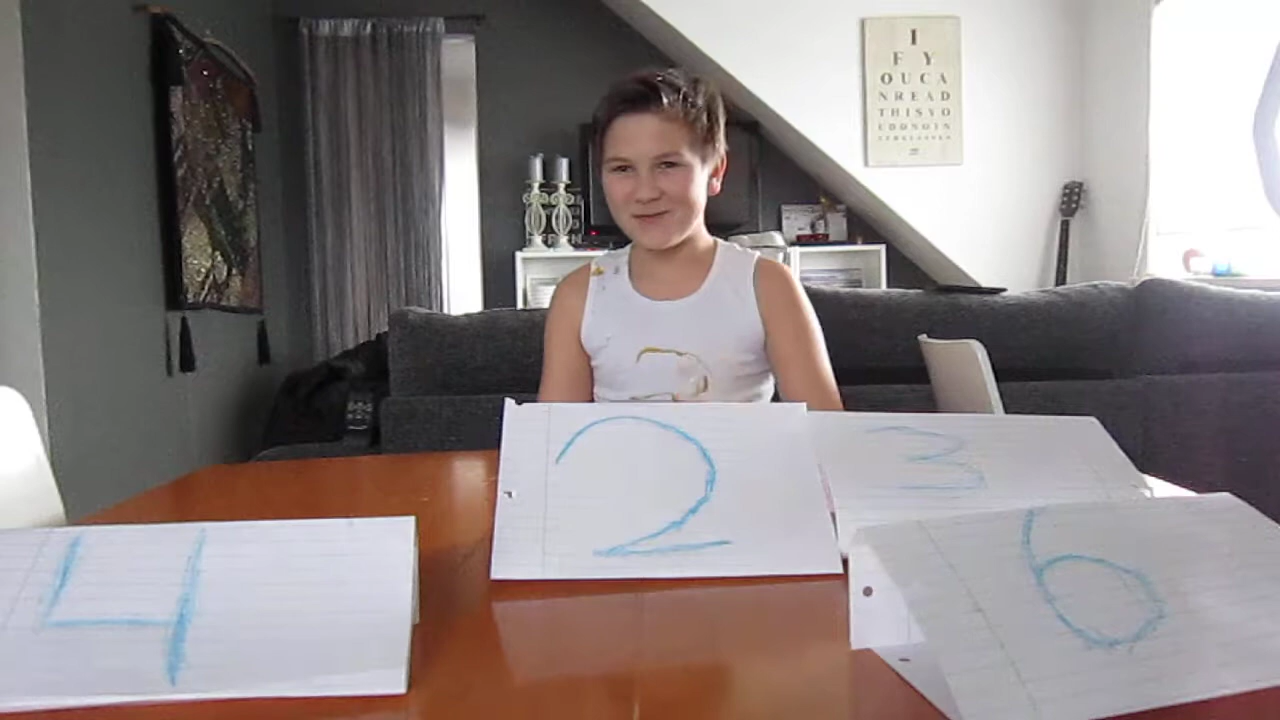 I
F Y
O U C A
N R E A D
T H I S Y O
U D O N O T N
4
2
3
6